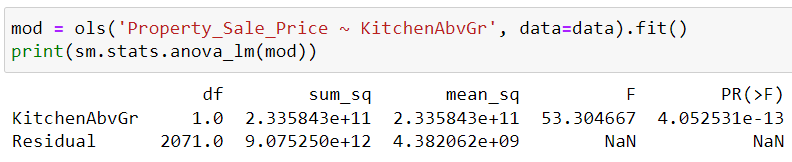 mod = ols('Property_Sale_Price ~ KitchenAbvGr', data=data).fit()
print(sm.stats.anova_lm(mod))
df sum_sq mean_sq F PR(>F)
KitchenAbvGr 1.0 2.335843e+11 2.335843e+11 53.304667 4.052531e-13
Residual 2071.0 9.075250e+12 4.382062e+09 NaN NaN